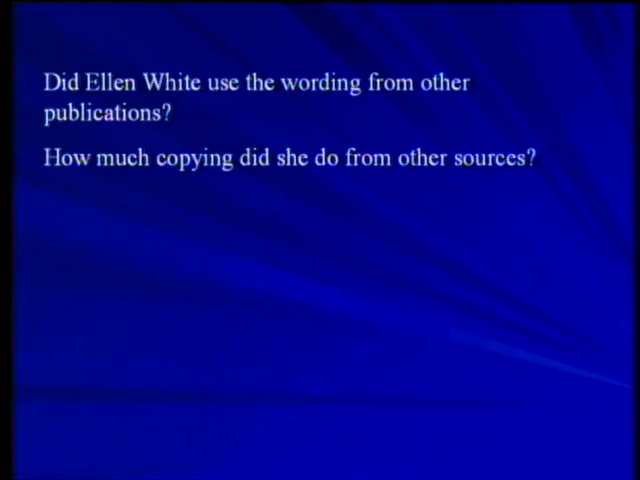 Did Ellen White use the wording from other
publications?
How much copying did she do from other sources?